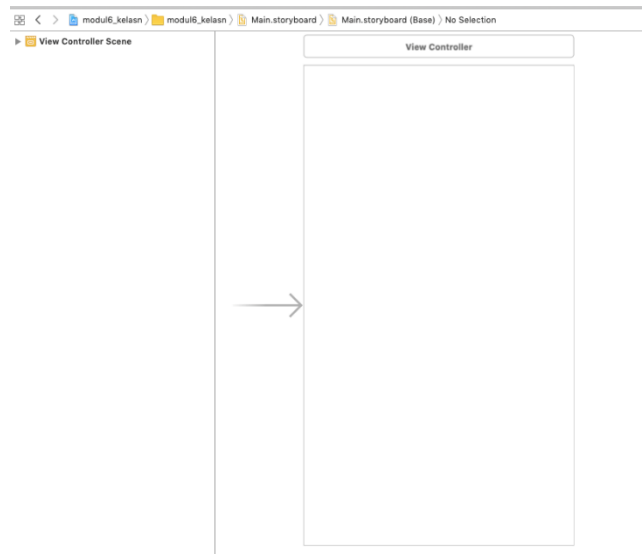 modul6_kelasn 〉 modul6_kelasn 〉 Main.storyboard 〉 Main.storyboard (Base) 〉 No Selection
View Controller Scene
View Controller